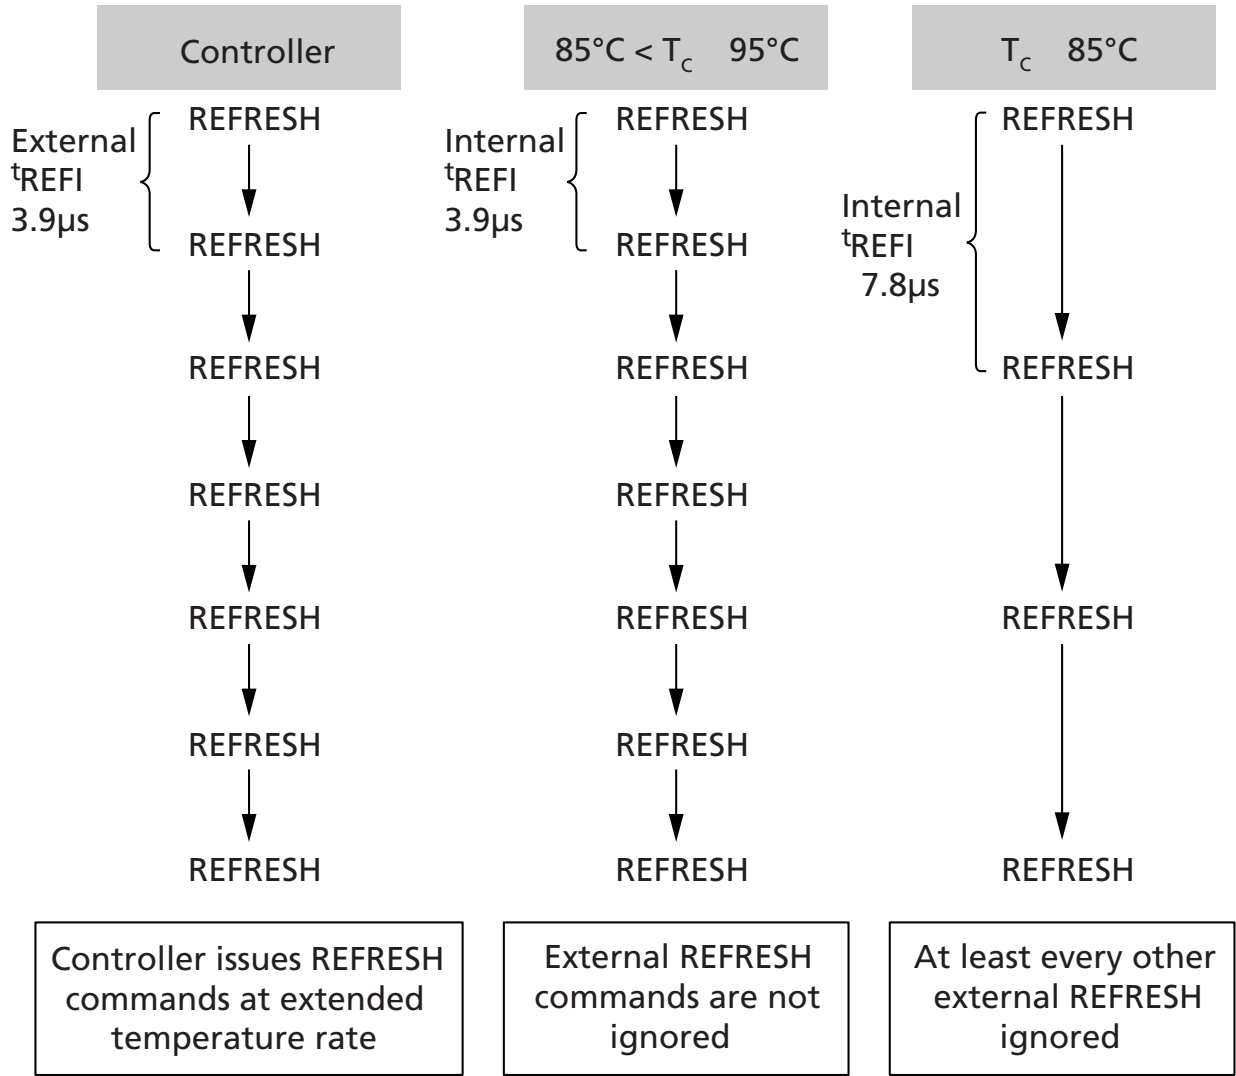 Controller
External
tREFI
3.9µs
REFRESH
REFRESH
REFRESH
REFRESH
REFRESH
REFRESH
REFRESH
Controller issues REFRESH
commands at extended
temperature rate
85°C < TC 95°C
Internal
tREFI
3.9µs
REFRESH
REFRESH
REFRESH
REFRESH
REFRESH
REFRESH
REFRESH
External REFRESH
commands are not
ignored
TC 85°C
Internal
tREFI
7.8µs
REFRESH
REFRESH
REFRESH
REFRESH
At least every other
external REFRESH
ignored